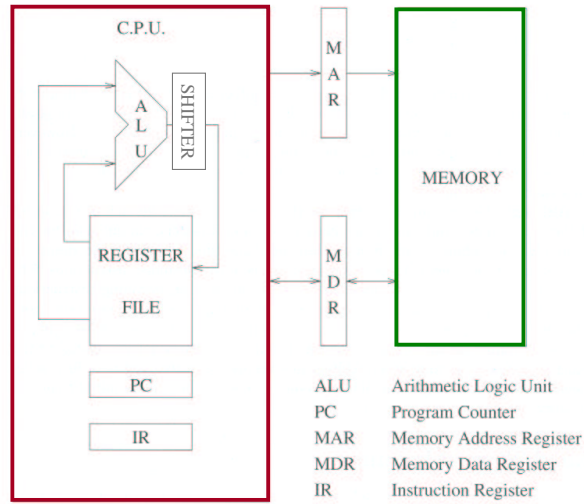 C.P.U.
A
L
U
SHIFTER
REGISTER
FILE
PC
IR
M
A
R
M
D
R
MEMORY
ALU Arithmetic Logic Unit
PC Program Counter
MAR Memory Address Register
MDR Memory Data Register
IR Instruction Register